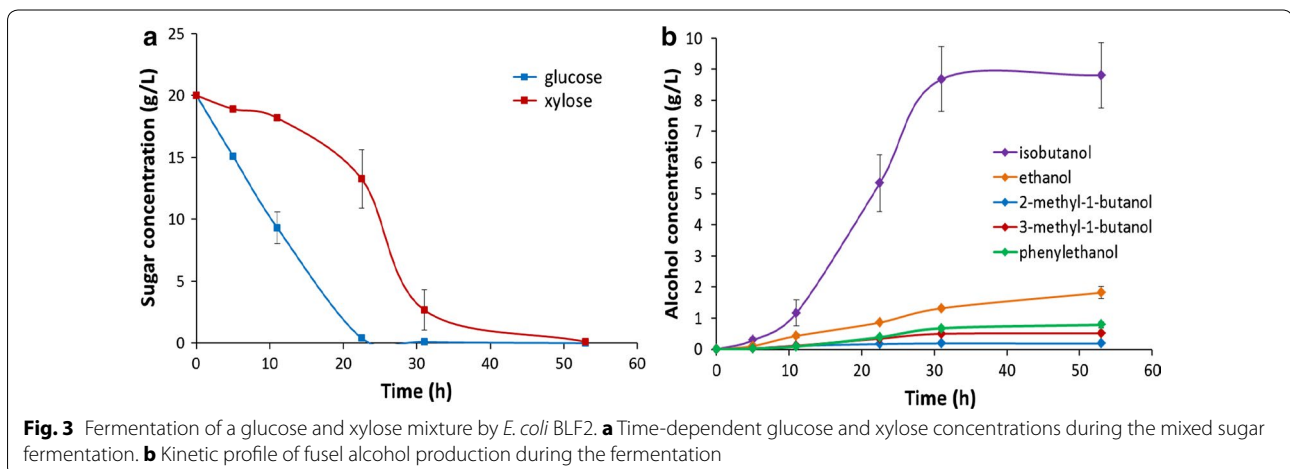 a
Sugar concentration (g/L)
25
20
15
10
5
0
0 10 20 30 40 50 60
Time (h)
glucose
xylose
b
Alcohol concentration (g/L)
10
9
8
7
6
5
4
3
2
1
0
0 10 20 30 40 50 60
Time (h)
isobutanol
ethanol
2-methyl-1-butanol
3-methyl-1-butanol
phenylethanol
Fig. 3 Fermentation of a glucose and xylose mixture by E. coli BLF2. a Time-dependent glucose and xylose concentrations during the mixed sugar
fermentation. b Kinetic profile of fusel alcohol production during the fermentation